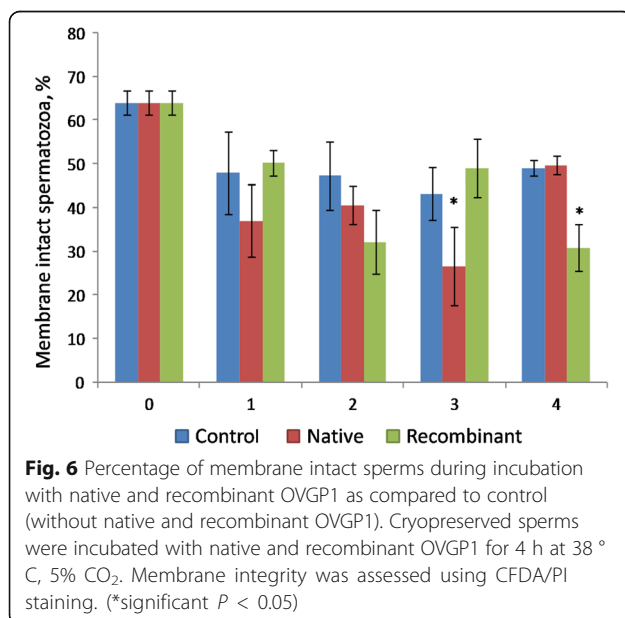 80
70
60
50
40
30
20
10
0
Membrane intact spermatozoa, %
*
*
0 1 2 3 4
Control Native Recombinant
Fig. 6 Percentage of membrane intact sperms during incubation
with native and recombinant OVGP1 as compared to control
(without native and recombinant OVGP1). Cryopreserved sperms
were incubated with native and recombinant OVGP1 for 4 h at 38 °
C, 5% CO₂. Membrane integrity was assessed using CFDA/PI
staining. (*significant P < 0.05)